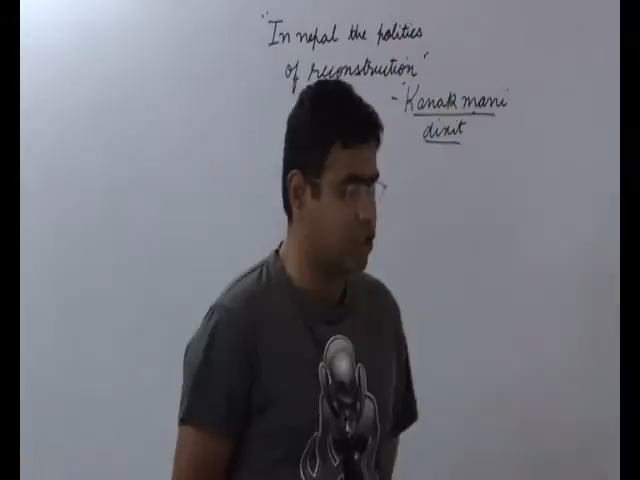 "In nepal the politics
of reconstruction"
- Kanak mani
dixit